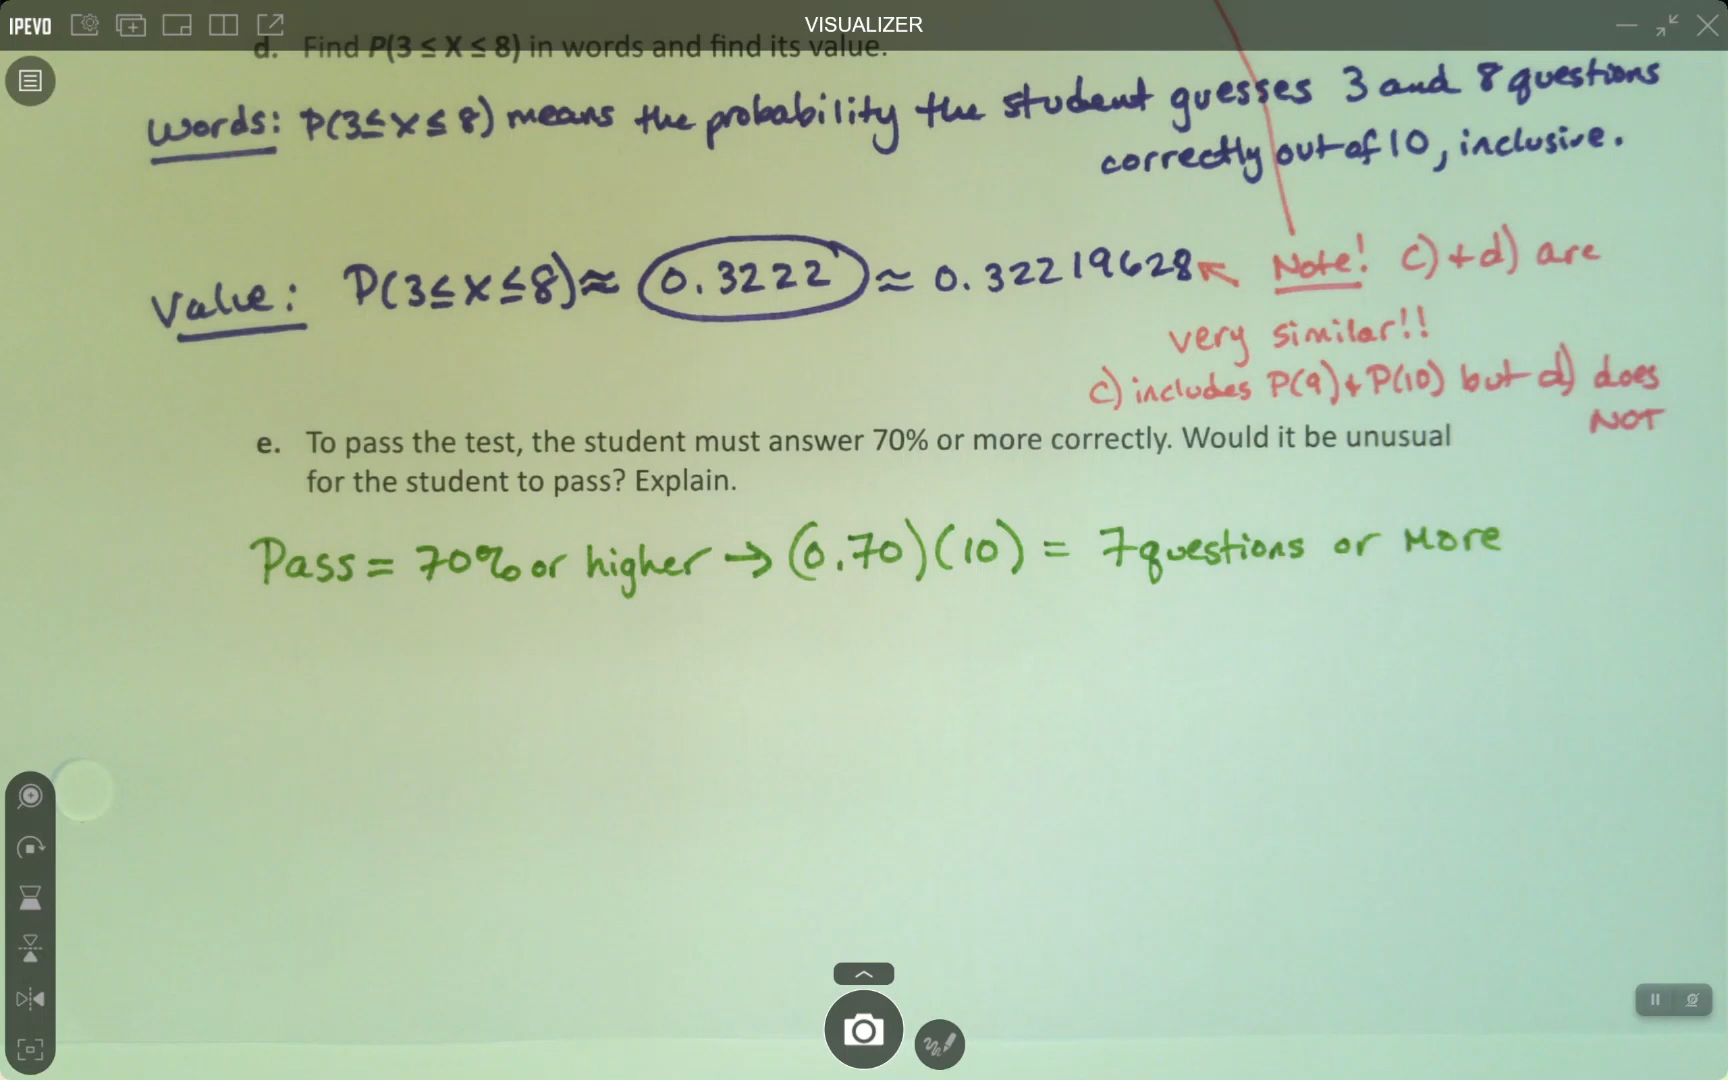 IPEVO
VISUALIZER
d. Find P(3 ≤ X ≤ 8) in words and find its value.
Words: P(3≤x≤8) means the probability the student guesses 3 and 8 questions
correctly out of 10, inclusive.
Value: P(3≤x≤8)≈ 0.3222 ≈ 0.32219628
Note! c) + d) are
very similar!!
c) includes P(9) + P(10) but d) does
NOT
e. To pass the test, the student must answer 70% or more correctly. Would it be unusual
for the student to pass? Explain.
Pass = 70% or higher → (0.70)(10) = 7 questions or more